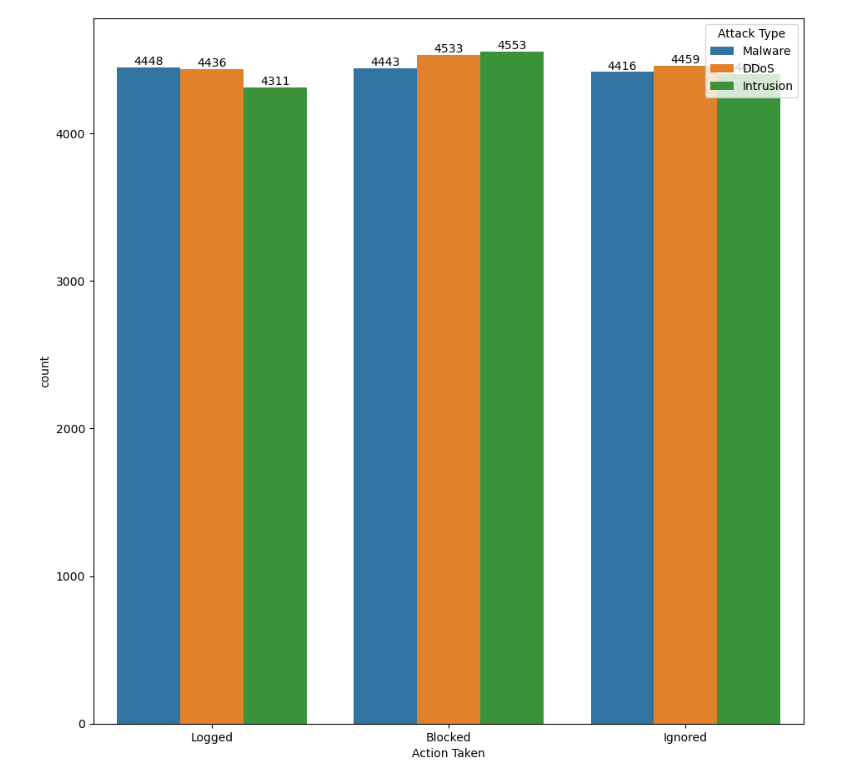 4448
4436
4311
4443
4533
4553
4416
4459
Attack Type
Malware
DDoS
Intrusion
4000
3000
2000
1000
0
count
Logged
Blocked
Ignored
Action Taken